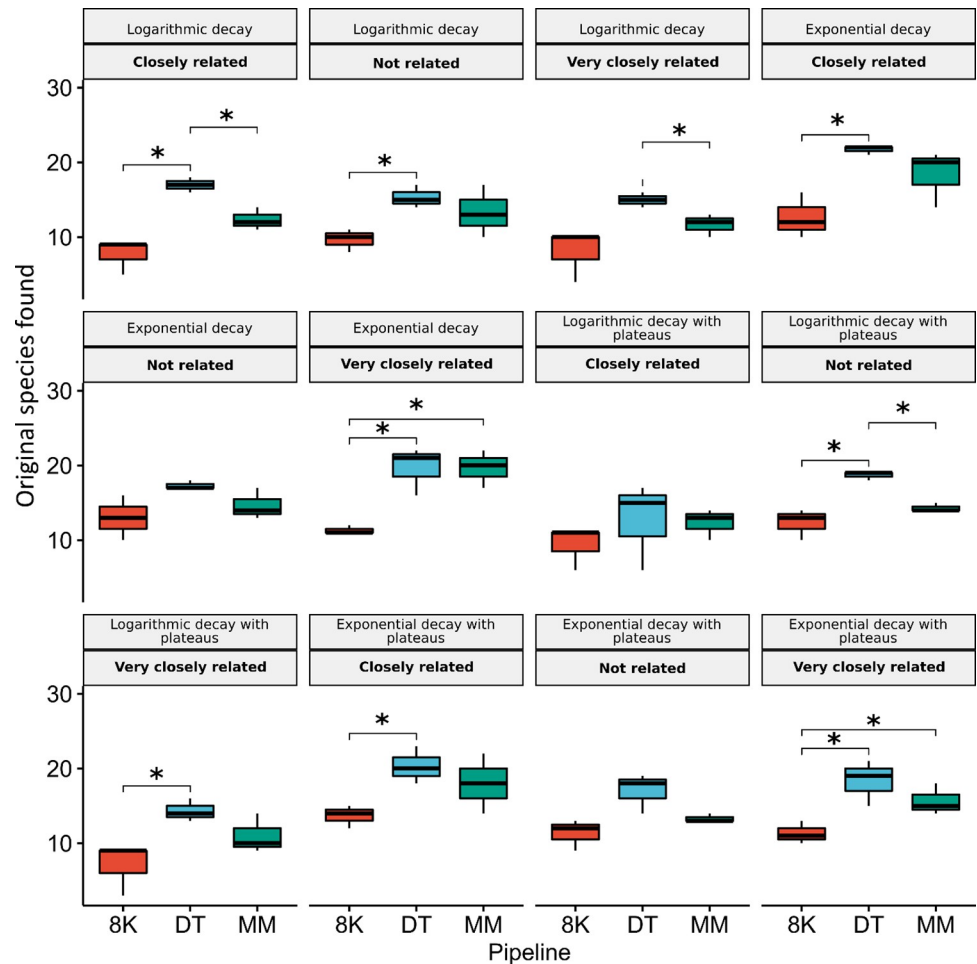 Logarithmic decay
Closely related
Logarithmic decay
Not related
Logarithmic decay
Very closely related
Exponential decay
Closely related
30
20
10
*
*
*
*
*
Exponential decay
Not related
Exponential decay
Very closely related
Logarithmic decay with
plateaus
Closely related
Logarithmic decay with
plateaus
Not related
30
20
10
*
*
*
*
Logarithmic decay with
plateaus
Very closely related
Exponential decay with
plateaus
Closely related
Exponential decay with
plateaus
Not related
Exponential decay with
plateaus
Very closely related
30
20
10
*
*
*
*
Original species found
8K DT MM
8K DT MM
8K DT MM
8K DT MM
Pipeline